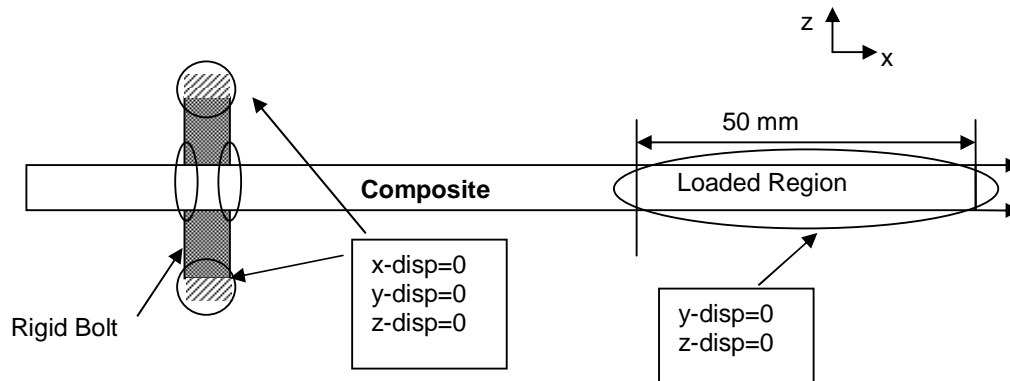 z
x
50 mm
Composite
Loaded Region
x-disp=0
y-disp=0
z-disp=0
Rigid Bolt
y-disp=0
z-disp=0